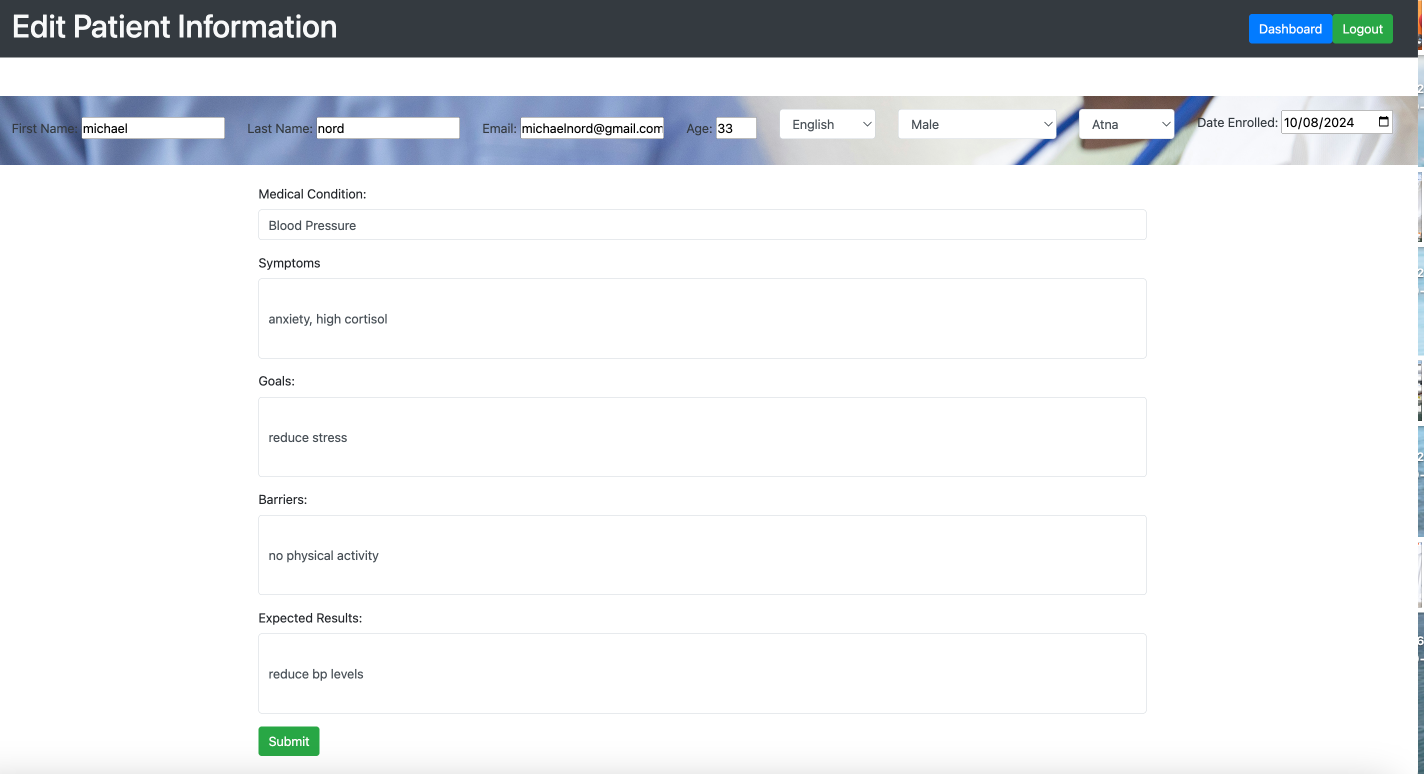 Edit Patient Information
Dashboard Logout
First Name: michael Last Name: nord Email: michaelnord@gmail.com Age: 33 English Male Atna Date Enrolled: 10/08/2024
Medical Condition:
Blood Pressure
Symptoms
anxiety, high cortisol
Goals:
reduce stress
Barriers:
no physical activity
Expected Results:
reduce bp levels
Submit